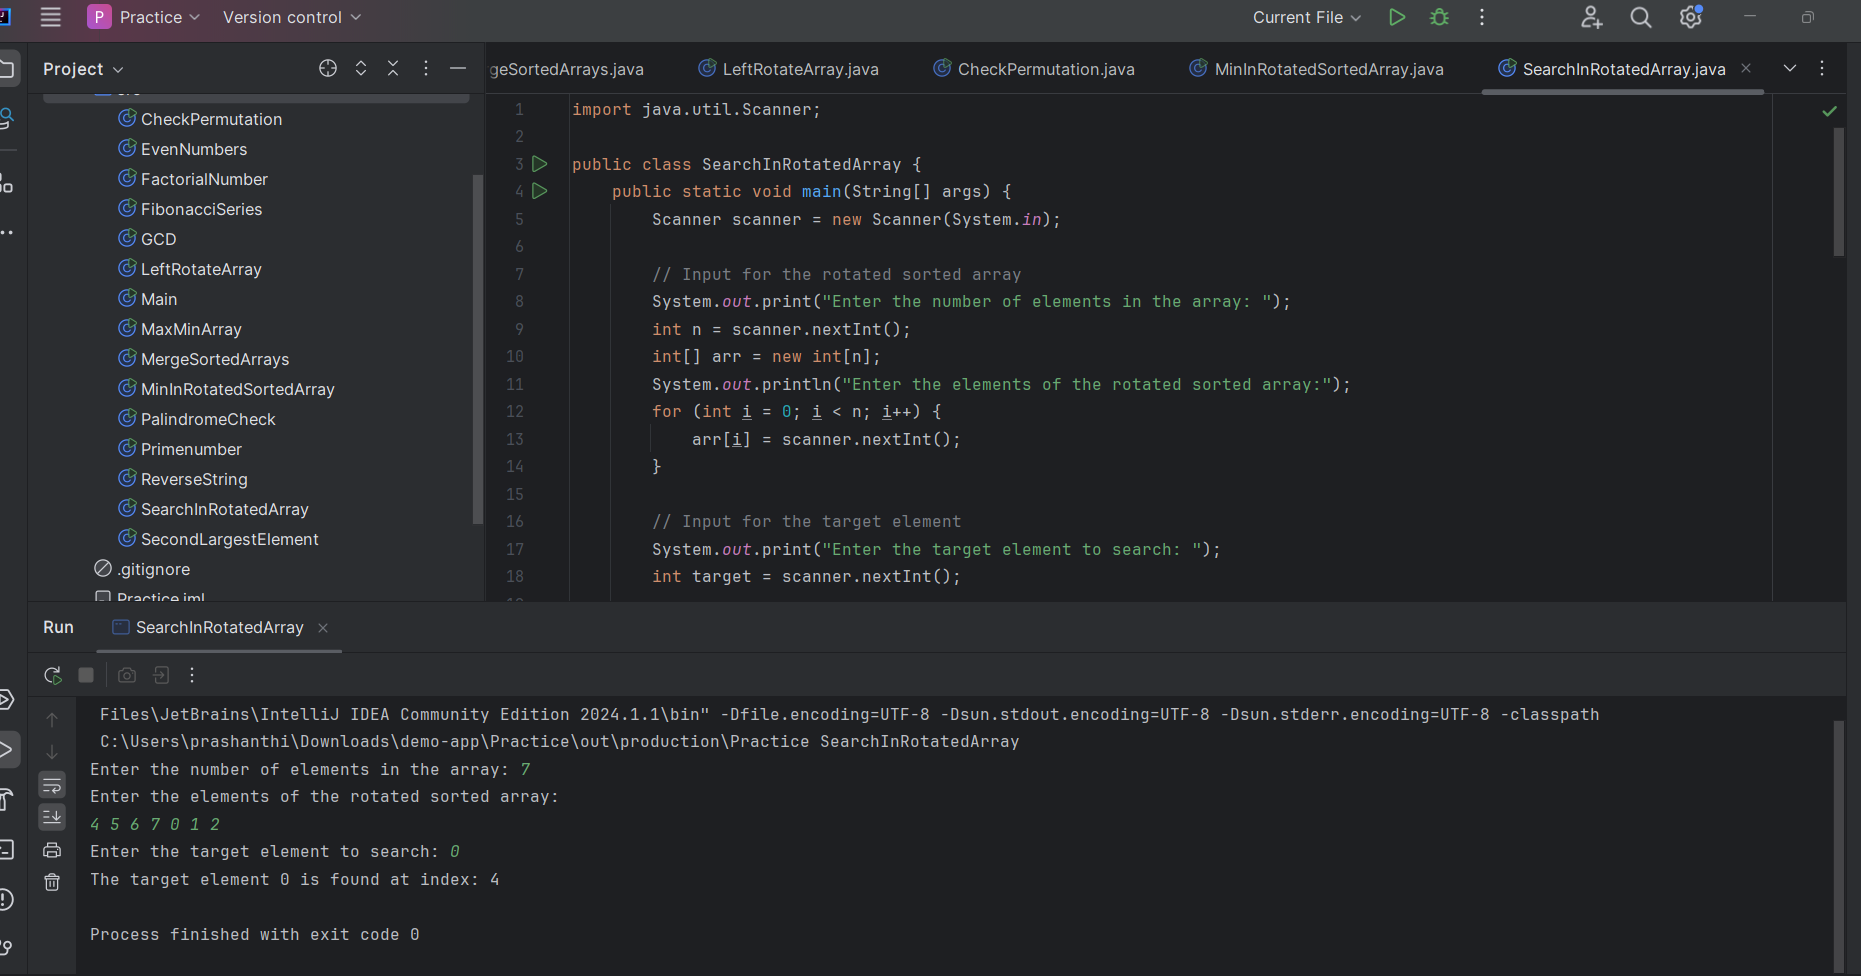 P Practice Version control Current File
Project
geSortedArrays.java LeftRotateArray.java CheckPermutation.java MinInRotatedSortedArray.java SearchInRotatedArray.java
CheckPermutation
EvenNumbers
FactorialNumber
FibonacciSeries
GCD
LeftRotateArray
Main
MaxMinArray
MergeSortedArrays
MinInRotatedSortedArray
PalindromeCheck
Primenumber
ReverseString
SearchInRotatedArray
SecondLargestElement
.gitignore
Practice.iml
1 import java.util.Scanner;
2
3 public class SearchInRotatedArray {
4 public static void main(String[] args) {
5 Scanner scanner = new Scanner(System.in);
6
7 // Input for the rotated sorted array
8 System.out.print("Enter the number of elements in the array: ");
9 int n = scanner.nextInt();
10 int[] arr = new int[n];
11 System.out.println("Enter the elements of the rotated sorted array:");
12 for (int i = 0; i < n; i++) {
13 arr[i] = scanner.nextInt();
14 }
15
16 // Input for the target element
17 System.out.print("Enter the target element to search: ");
18 int target = scanner.nextInt();
Run SearchInRotatedArray
Files\JetBrains\IntelliJ IDEA Community Edition 2024.1.1\bin" -Dfile.encoding=UTF-8 -Dsun.stdout.encoding=UTF-8 -Dsun.stderr.encoding=UTF-8 -classpath
C:\Users\prashanthi\Downloads\demo-app\Practice\out\production\Practice SearchInRotatedArray
Enter the number of elements in the array: 7
Enter the elements of the rotated sorted array:
4 5 6 7 0 1 2
Enter the target element to search: 0
The target element 0 is found at index: 4
Process finished with exit code 0